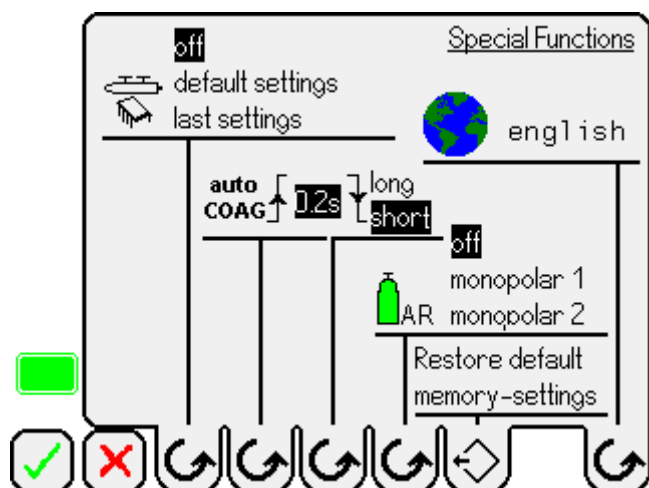 Special Functions
off
default settings
last settings
english
auto
COAG
0.2s
long
short
off
monopolar 1
AR monopolar 2
Restore default
memory-settings